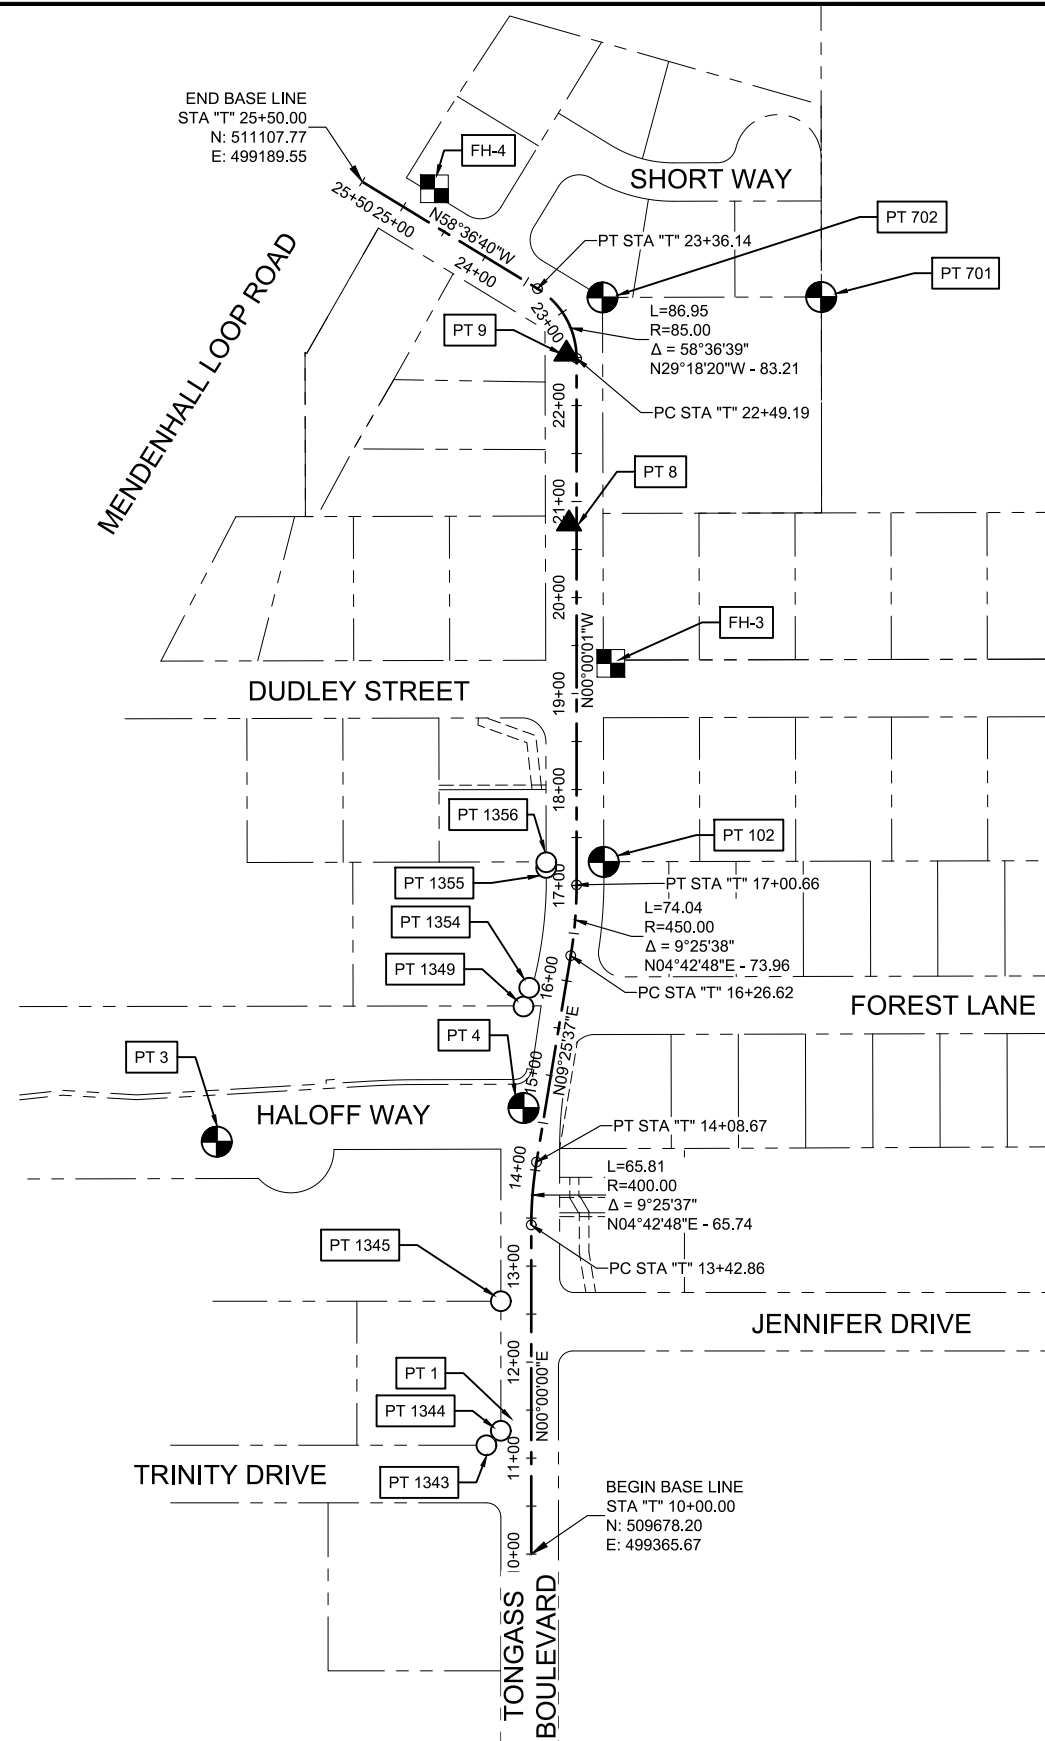 END BASE LINE
STA "T" 25+50.00
N: 511107.77
E: 499189.55
FH-4
SHORT WAY
25+50
25+00
N58°36'40"W
24+00
PT STA "T" 23+36.14
PT 702
PT 701
MENDENHALL LOOP ROAD
23+00
L=86.95
R=85.00
Δ = 58°36'39"
N29°18'20"W - 83.21
PT 9
22+00
PC STA "T" 22+49.19
PT 8
21+00
20+00
N00°00'01"W
FH-3
19+00
DUDLEY STREET
18+00
PT 1356
PT 102
PT 1355
17+00
PT STA "T" 17+00.66
L=74.04
R=450.00
Δ = 9°25'38"
N04°42'48"E - 73.96
PT 1354
PT 1349
16+00
PC STA "T" 16+26.62
FOREST LANE
PT 4
PT 3
N09°25'37"E
15+00
HALOFF WAY
PT STA "T" 14+08.67
14+00
L=65.81
R=400.00
Δ = 9°25'37"
N04°42'48"E - 65.74
PT 1345
13+00
PC STA "T" 13+42.86
JENNIFER DRIVE
12+00
N00°00'00"E
PT 1
PT 1344
11+00
TRINITY DRIVE
PT 1343
BEGIN BASE LINE
STA "T" 10+00.00
N: 509678.20
E: 499365.67
0+00
TONGASS
BOULEVARD